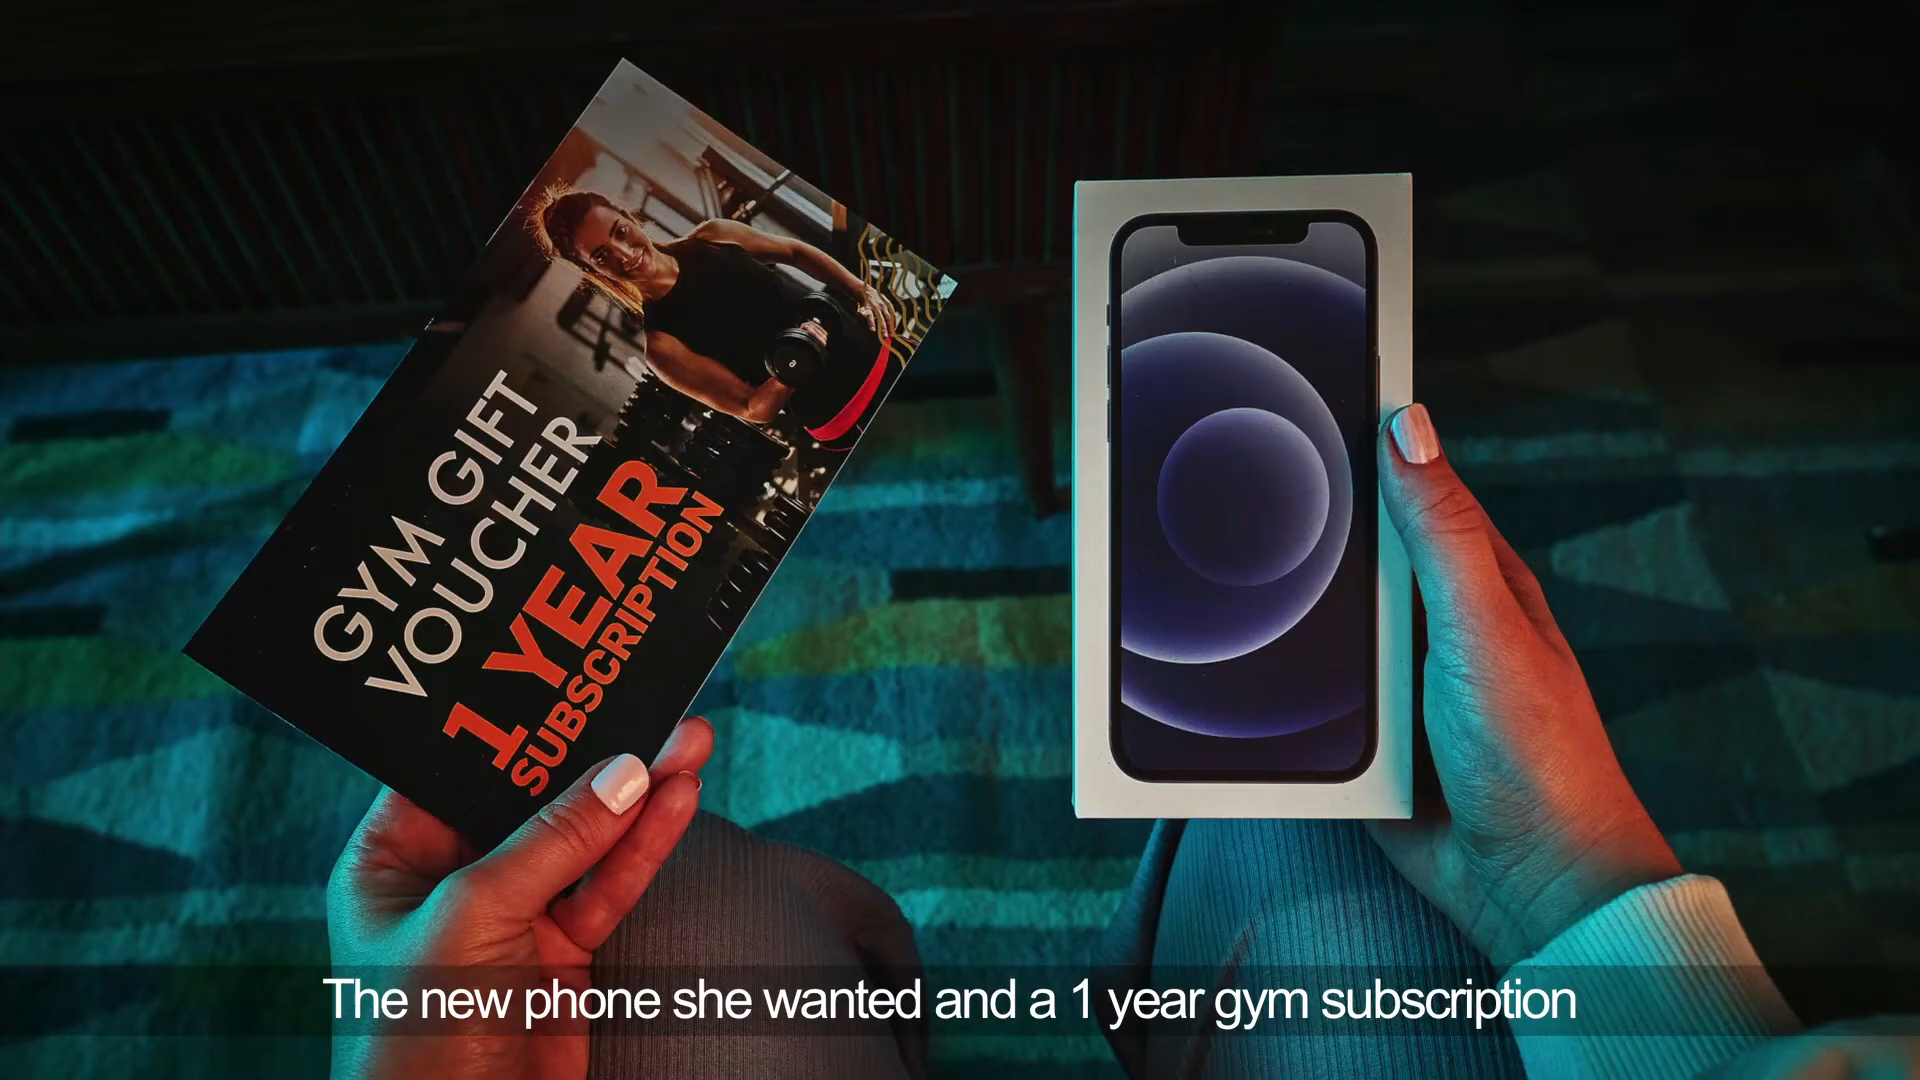 GYM GIFT
VOUCHER
1 YEAR
SUBSCRIPTION
The new phone she wanted and a 1 year gym subscription